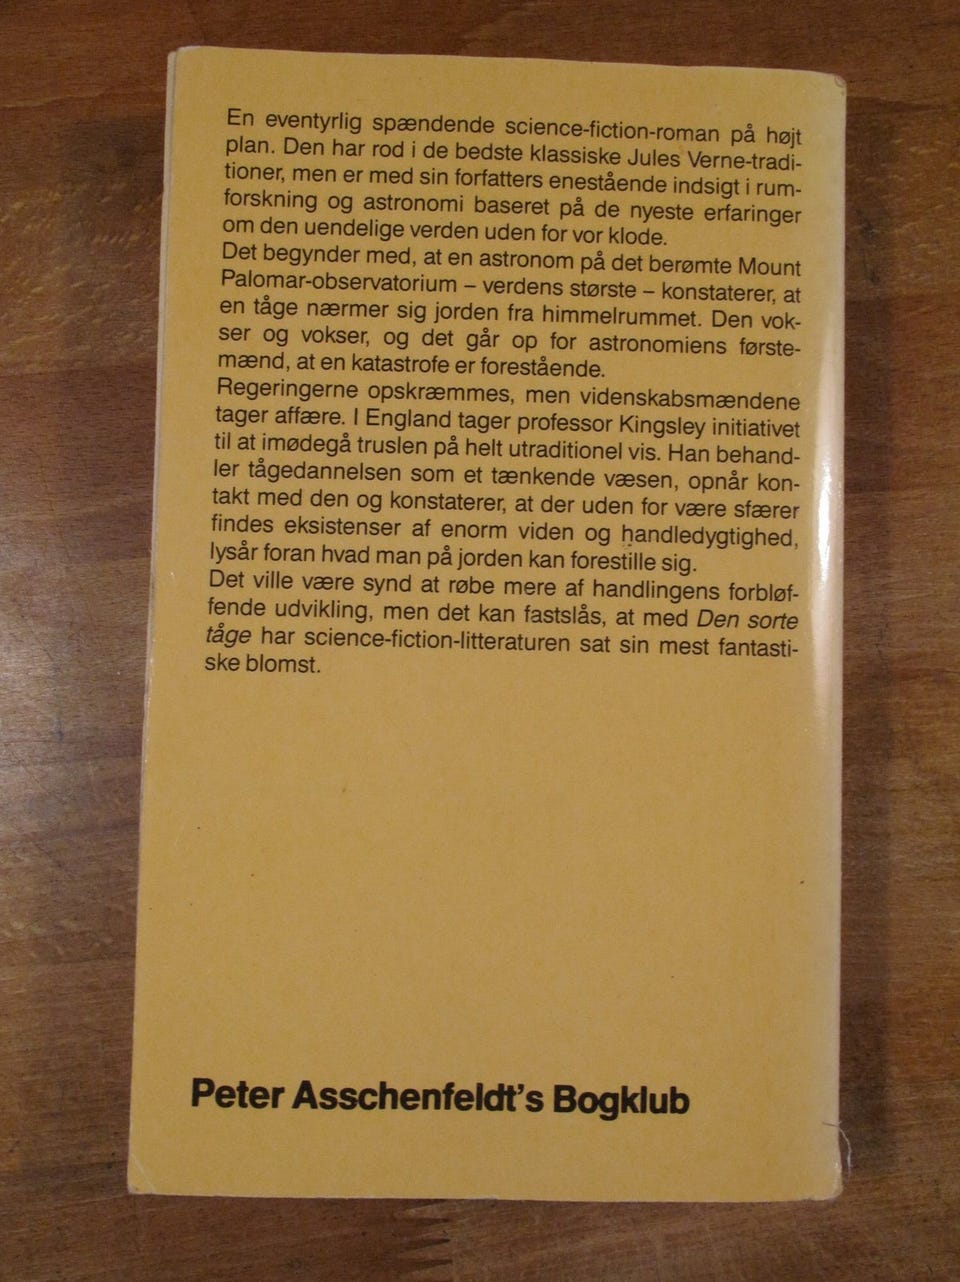 En eventyrlig spændende science-fiction-roman på højt
plan. Den har rod i de bedste klassiske Jules Verne-tradi-
tioner, men er med sin forfatters enestående indsigt i rum-
forskning og astronomi baseret på de nyeste erfaringer
om den uendelige verden uden for vor klode.
Det begynder med, at en astronom på det berømte Mount
Palomar-observatorium – verdens største – konstaterer, at
en tåge nærmer sig jorden fra himmelrummet. Den vok-
ser og vokser, og det går op for astronomiens første-
mænd, at en katastrofe er forestående.
Regeringerne opskræmmes, men videnskabsmændene
tager affære. I England tager professor Kingsley initiativet
til at imødegå truslen på helt utraditionel vis. Han behand-
ler tågedannelsen som et tænkende væsen, opnår kon-
takt med den og konstaterer, at der uden for være sfærer
findes eksistenser af enorm viden og handledygtighed,
lysår foran hvad man på jorden kan forestille sig.
Det ville være synd at røbe mere af handlingens forbløf-
fende udvikling, men det kan fastslås, at med Den sorte
tåge har science-fiction-litteraturen sat sin mest fantasti-
ske blomst.
Peter Asschenfeldt's Bogklub